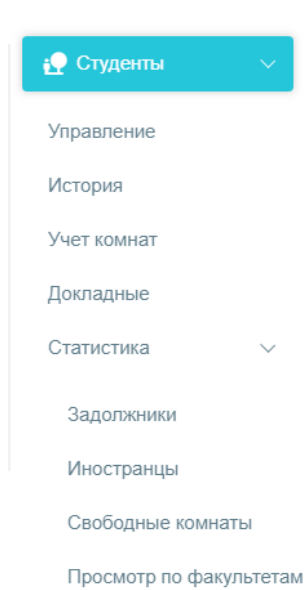 Студенты
Управление
История
Учет комнат
Докладные
Статистика
Задолжники
Иностранцы
Свободные комнаты
Просмотр по факультетам